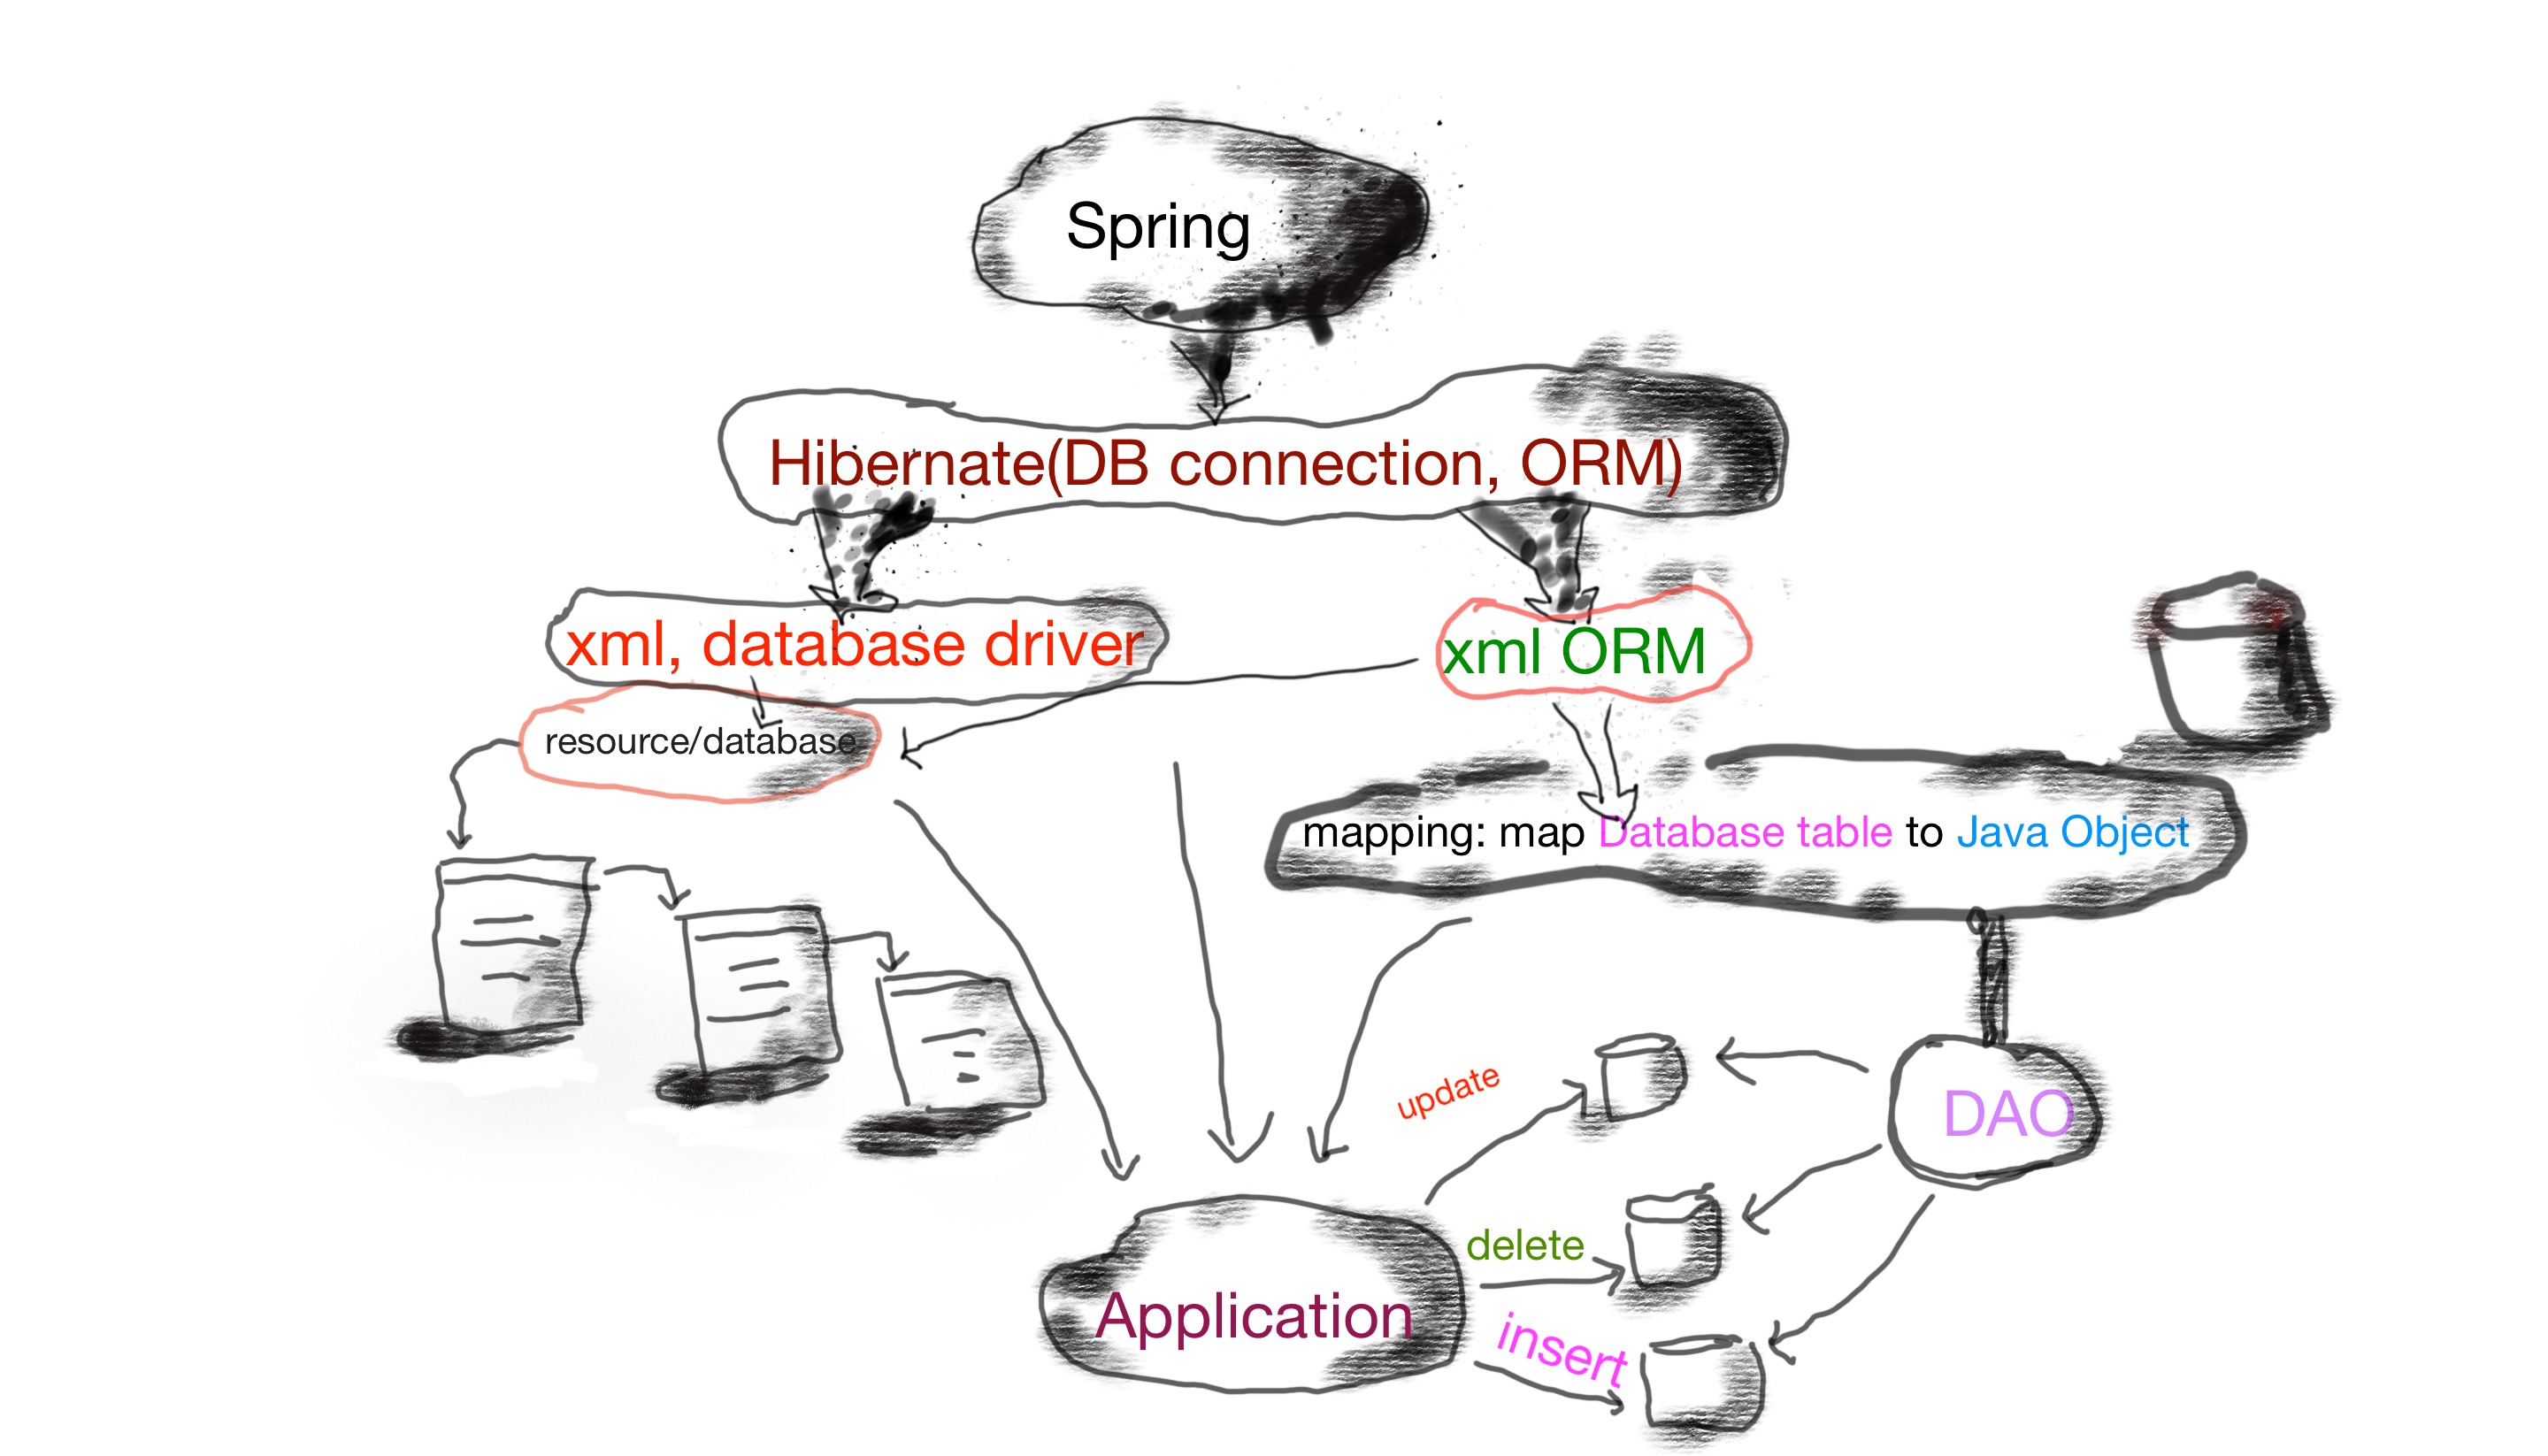 Spring
Hibernate(DB connection, ORM)
xml, database driver
xml ORM
resource/database
mapping: map Database table to Java Object
update
DAO
delete
Application
insert